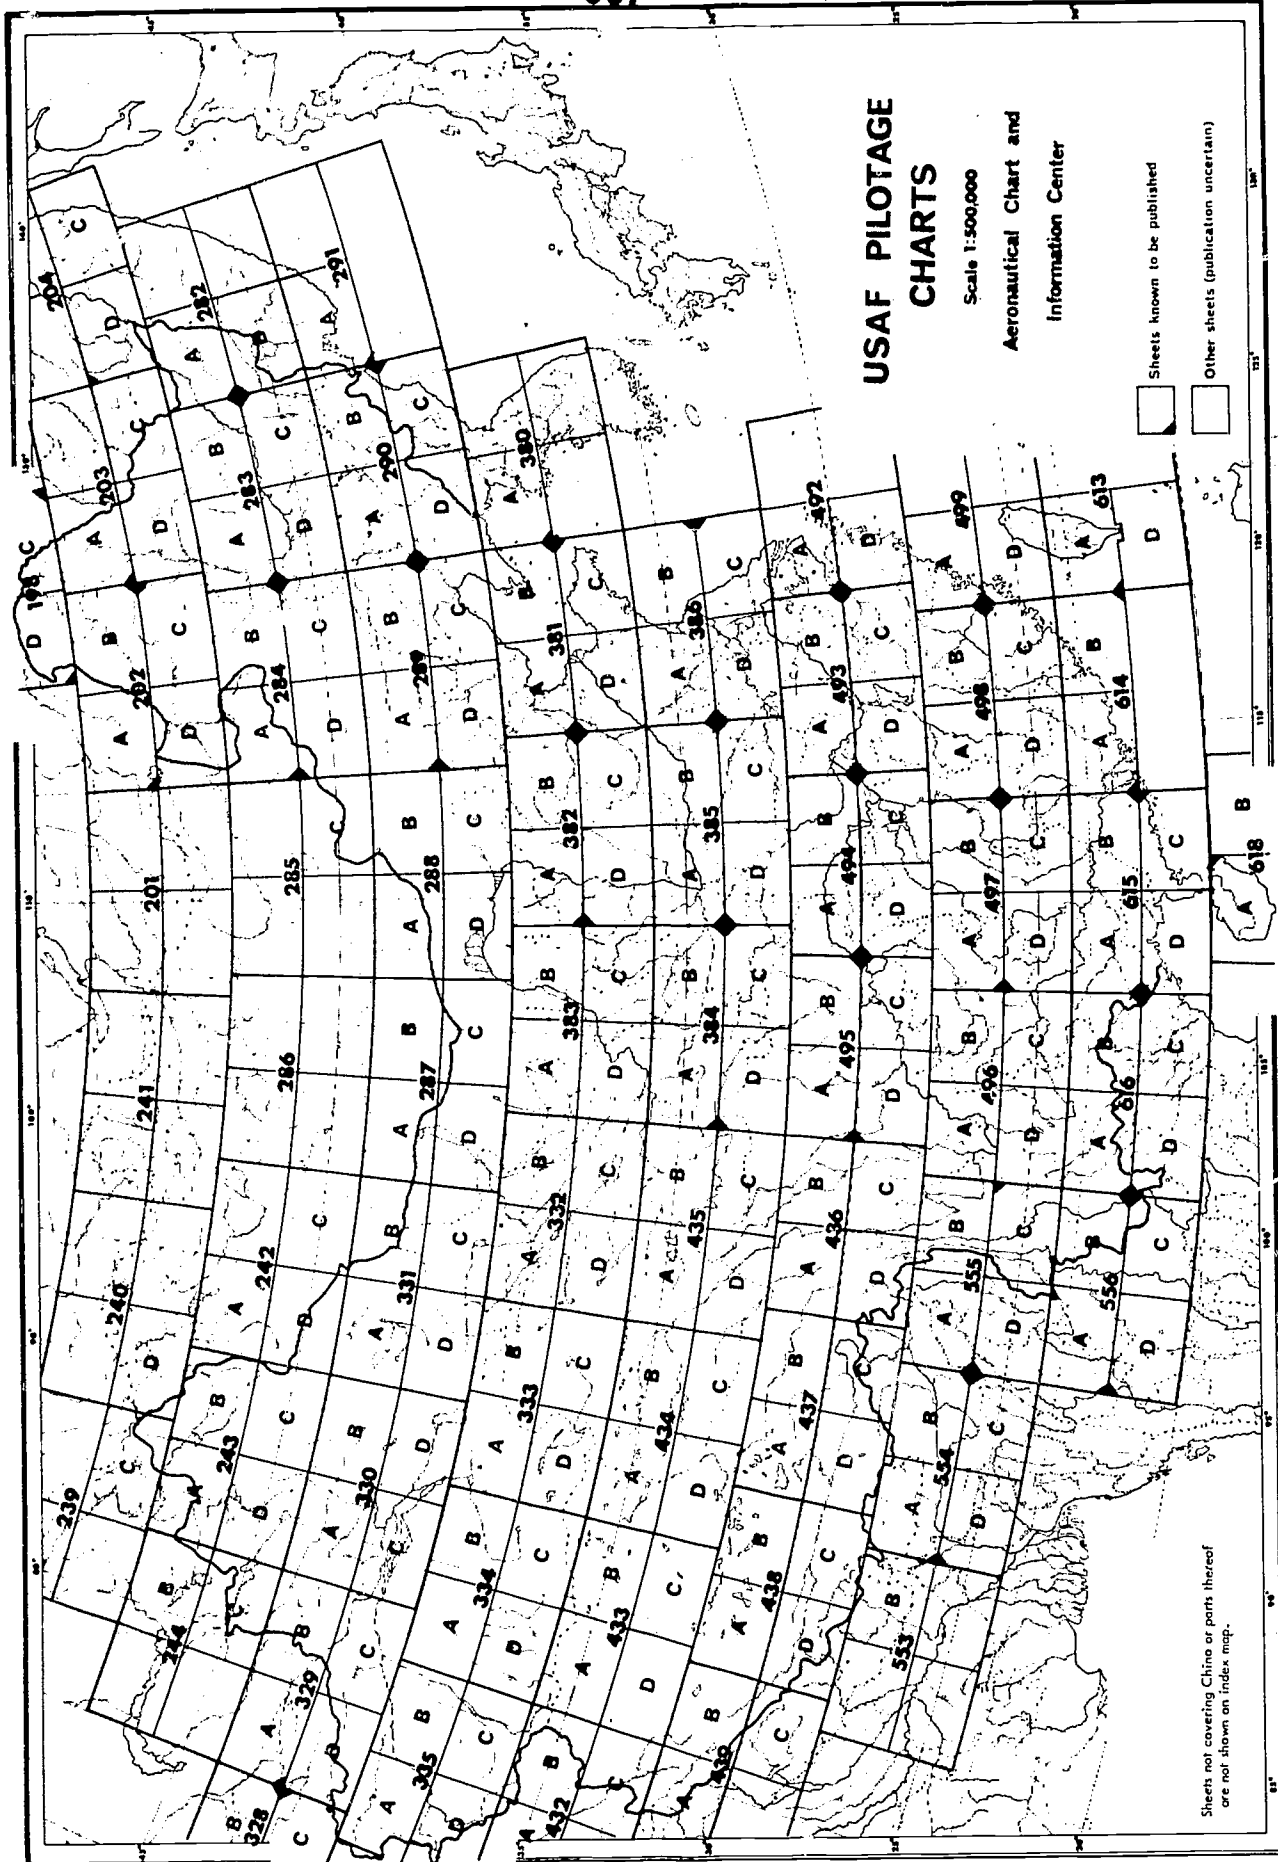 USAF PILOTAGE
CHARTS
Scale 1:500,000
Aeronautical Chart and
Information Center
Sheets known to be published
Other sheets (publication uncertain)
Sheets not covering China or parts thereof
are not shown on index map.
204
C
D
203
C
A
D
198
C
D
202
B
C
A
D
201
241
240
D
239
C
282
A
B
291
A
283
B
C
A
D
284
B
C
A
D
285
C
286
242
C
A
D
243
B
C
A
D
244
B
C
290
B
C
A
D
289
B
C
A
D
288
B
C
A
D
287
B
C
A
D
331
B
C
A
D
330
B
D
A
C
329
B
C
A
D
328
B
C
380
A
381
B
C
A
D
382
B
C
A
D
383
B
C
A
D
332
B
C
A
D
333
B
C
A
D
334
B
C
A
D
335
B
C
A
D
386
B
C
A
B
385
B
C
A
D
384
B
C
A
D
435
B
C
A
D
434
B
C
A
D
433
B
C
A
D
432
B
C
A
A
492
A
D
493
B
C
A
D
494
B
C
A
D
495
B
C
A
D
436
B
C
A
D
437
B
C
A
D
438
B
C
A
D
439
B
C
499
A
D
498
B
C
A
D
497
B
C
A
D
496
B
C
A
D
555
B
C
A
D
554
B
C
A
D
553
B
613
A
D
614
B
A
615
B
C
A
D
616
B
C
A
D
556
B
C
A
D
618
B
A